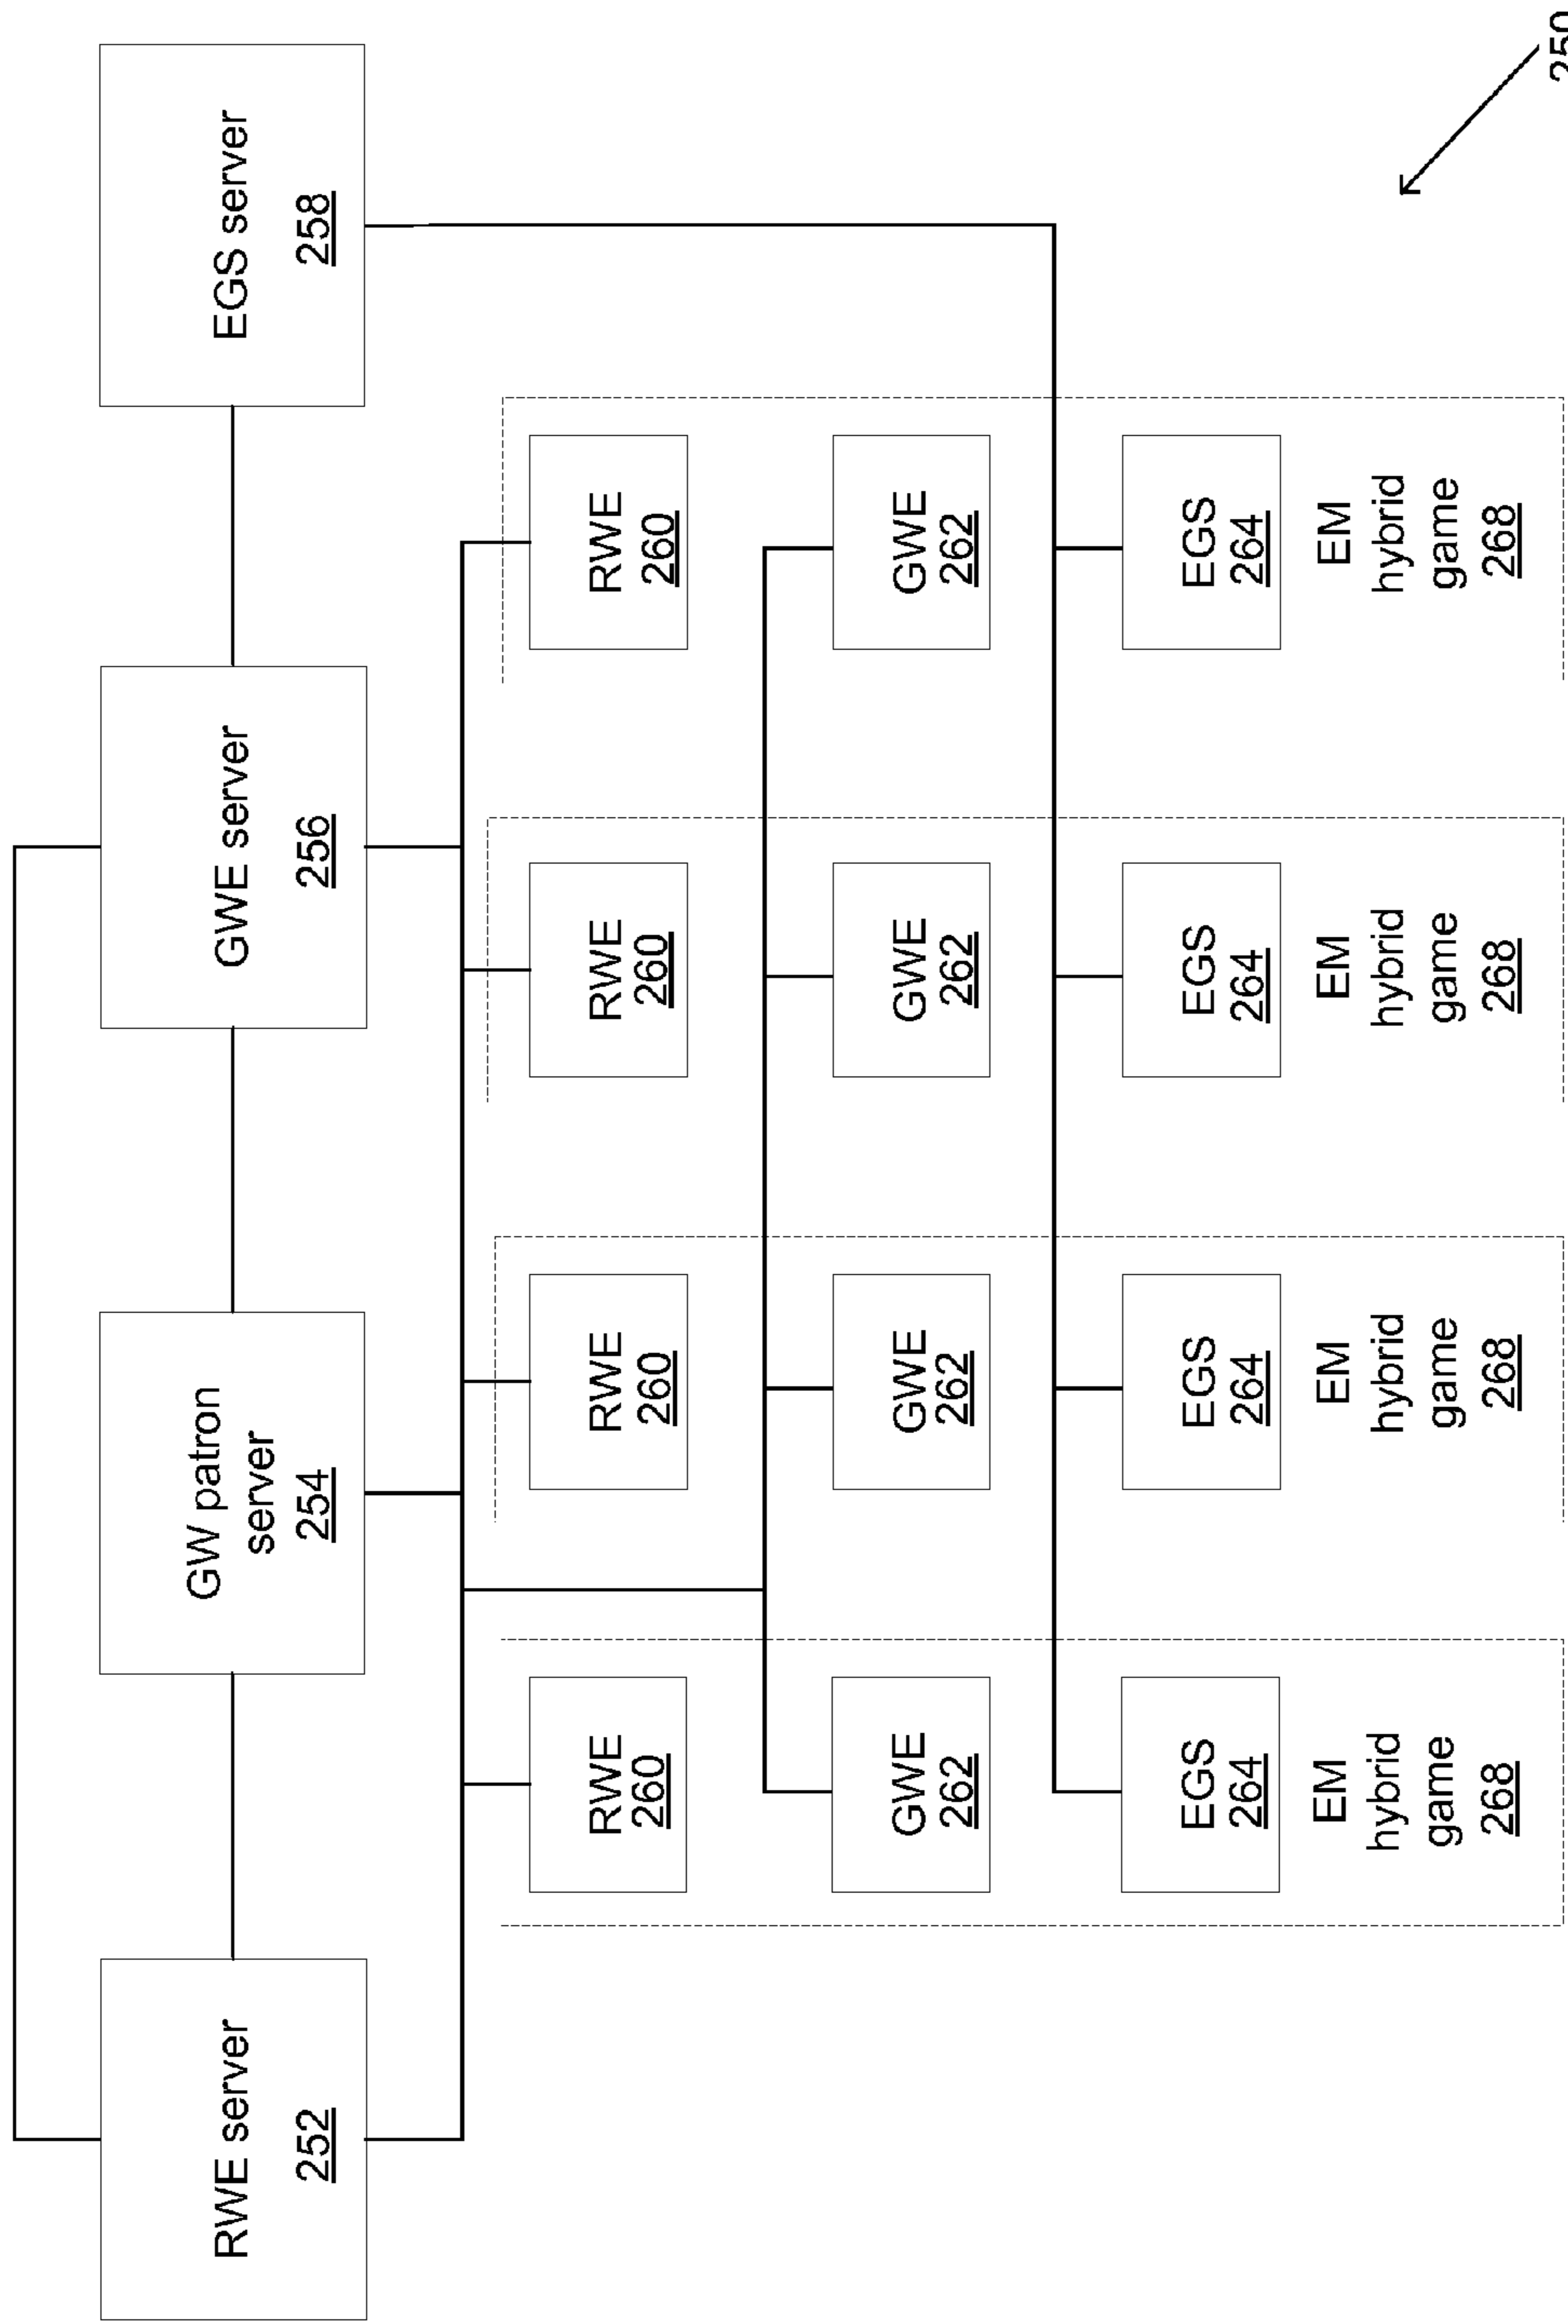 RWE server
252
GW patron
server
254
GWE server
256
EGS server
258
RWE
260
RWE
260
RWE
260
RWE
260
GWE
262
GWE
262
GWE
262
GWE
262
EGS
264
EGS
264
EGS
264
EGS
264
EM
hybrid
game
268
EM
hybrid
game
268
EM
hybrid
game
268
EM
hybrid
game
268
250